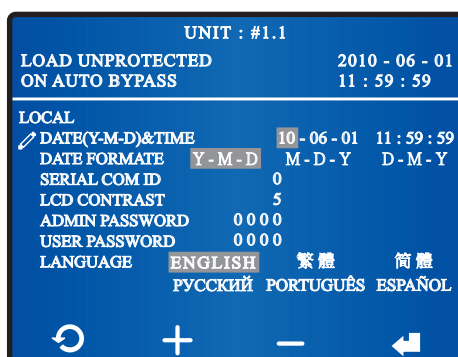 UNIT : #1.1
LOAD UNPROTECTED 2010 - 06 - 01
ON AUTO BYPASS 11 : 59 : 59
LOCAL
DATE(Y-M-D)&TIME 10 - 06 - 01 11 : 59 : 59
DATE FORMATE Y - M - D M - D - Y D - M - Y
SERIAL COM ID 0
LCD CONTRAST 5
ADMIN PASSWORD 0 0 0 0
USER PASSWORD 0 0 0 0
LANGUAGE ENGLISH 繁體 简體
РУССКИЙ PORTUGUÊS ESPAÑOL